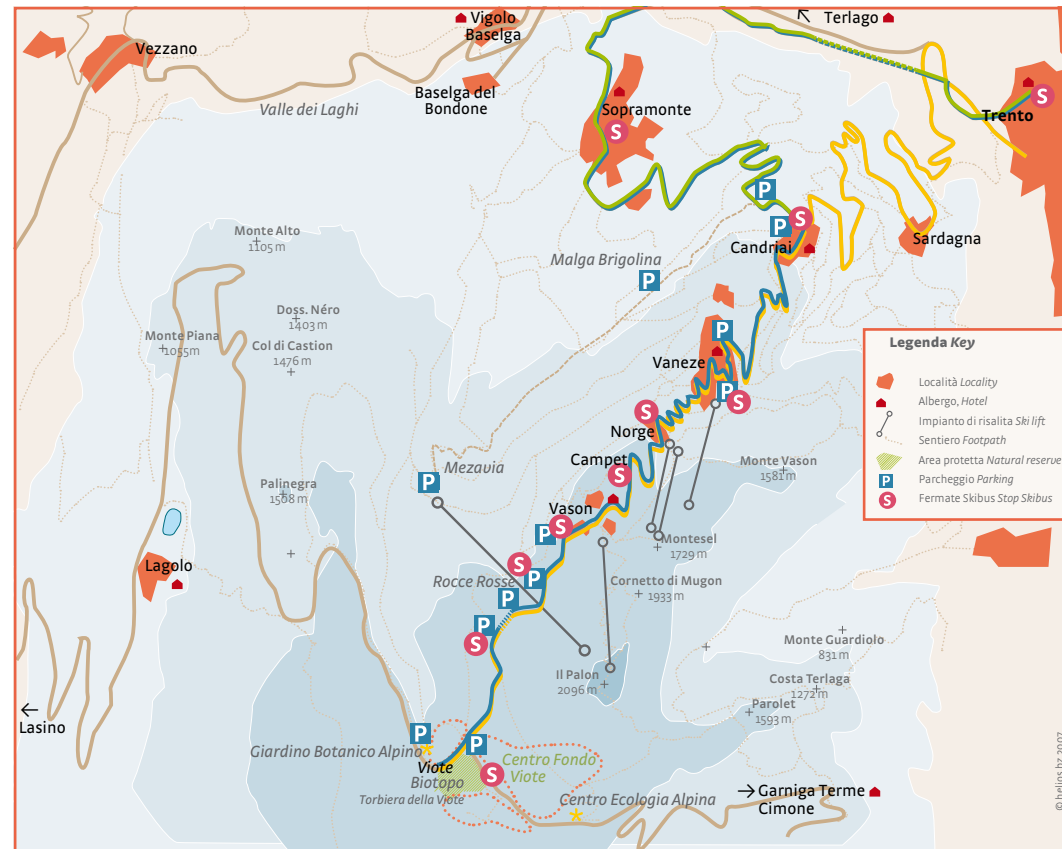 Terlago
Vigolo
Baselga
Vezzano
Baselga del
Bondone
Valle dei Laghi
Sopramonte
S
S
Trento
P
S
P
Candriai
Sardagna
Monte Alto
1105 m
Malga Brigolina
P
Doss. Néro
1403 m
Monte Piana
1055m
Col di Castion
1476 m
P
Vaneze
P
S
S
Norge
Legenda Key
Località Locality
Albergo, Hotel
Impianto di risalita Ski lift
Sentiero Footpath
Area protetta Natural reserve
P
Parcheggio Parking
S
Fermate Skibus Stop Skibus
Campet
S
Monte Vason
1581 m
Mezavia
P
Palinegra
1508 m
Vason
P
S
Montesel
1729 m
Lagolo
S
Rocce Rosse
P
P
Cornetto di Mugon
1933 m
P
S
Monte Guardiolo
831 m
Il Palon
2096 m
Costa Terlaga
1272 m
Parolet
1593 m
Lasino
P
P
Giardino Botanico Alpino
Viote
Biotopo
Torbiera della Viote
S
Centro Fondo
Viote
Centro Ecologia Alpina
Garniga Terme
Cimone
© helios bz 2007